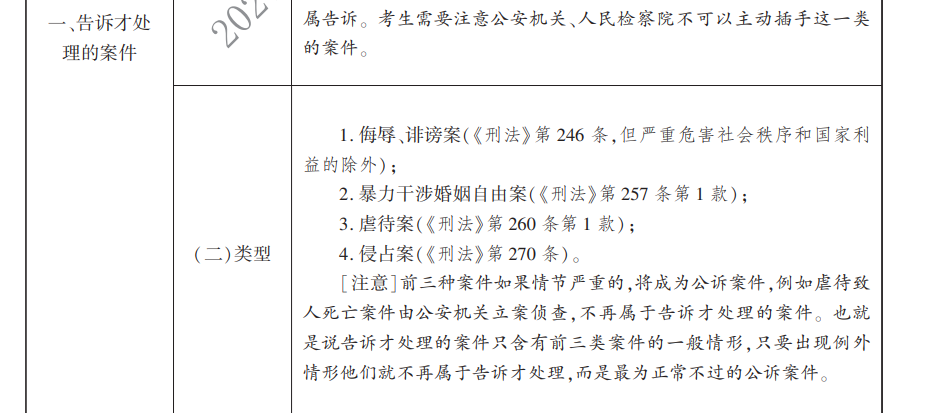 一、告诉才处
理的案件
202
属告诉。考生需要注意公安机关、人民检察院不可以主动插手这一类
的案件。
(二)类型
1. 侮辱、诽谤案(《刑法》第 246 条,但严重危害社会秩序和国家利
益的除外);
2. 暴力干涉婚姻自由案(《刑法》第 257 条第 1 款);
3. 虐待案(《刑法》第 260 条第 1 款);
4. 侵占案(《刑法》第 270 条)。
[注意]前三种案件如果情节严重的,将成为公诉案件,例如虐待致
人死亡案件由公安机关立案侦查,不再属于告诉才处理的案件。也就
是说告诉才处理的案件只含有前三类案件的一般情形,只要出现例外
情形他们就不再属于告诉才处理,而是最为正常不过的公诉案件。